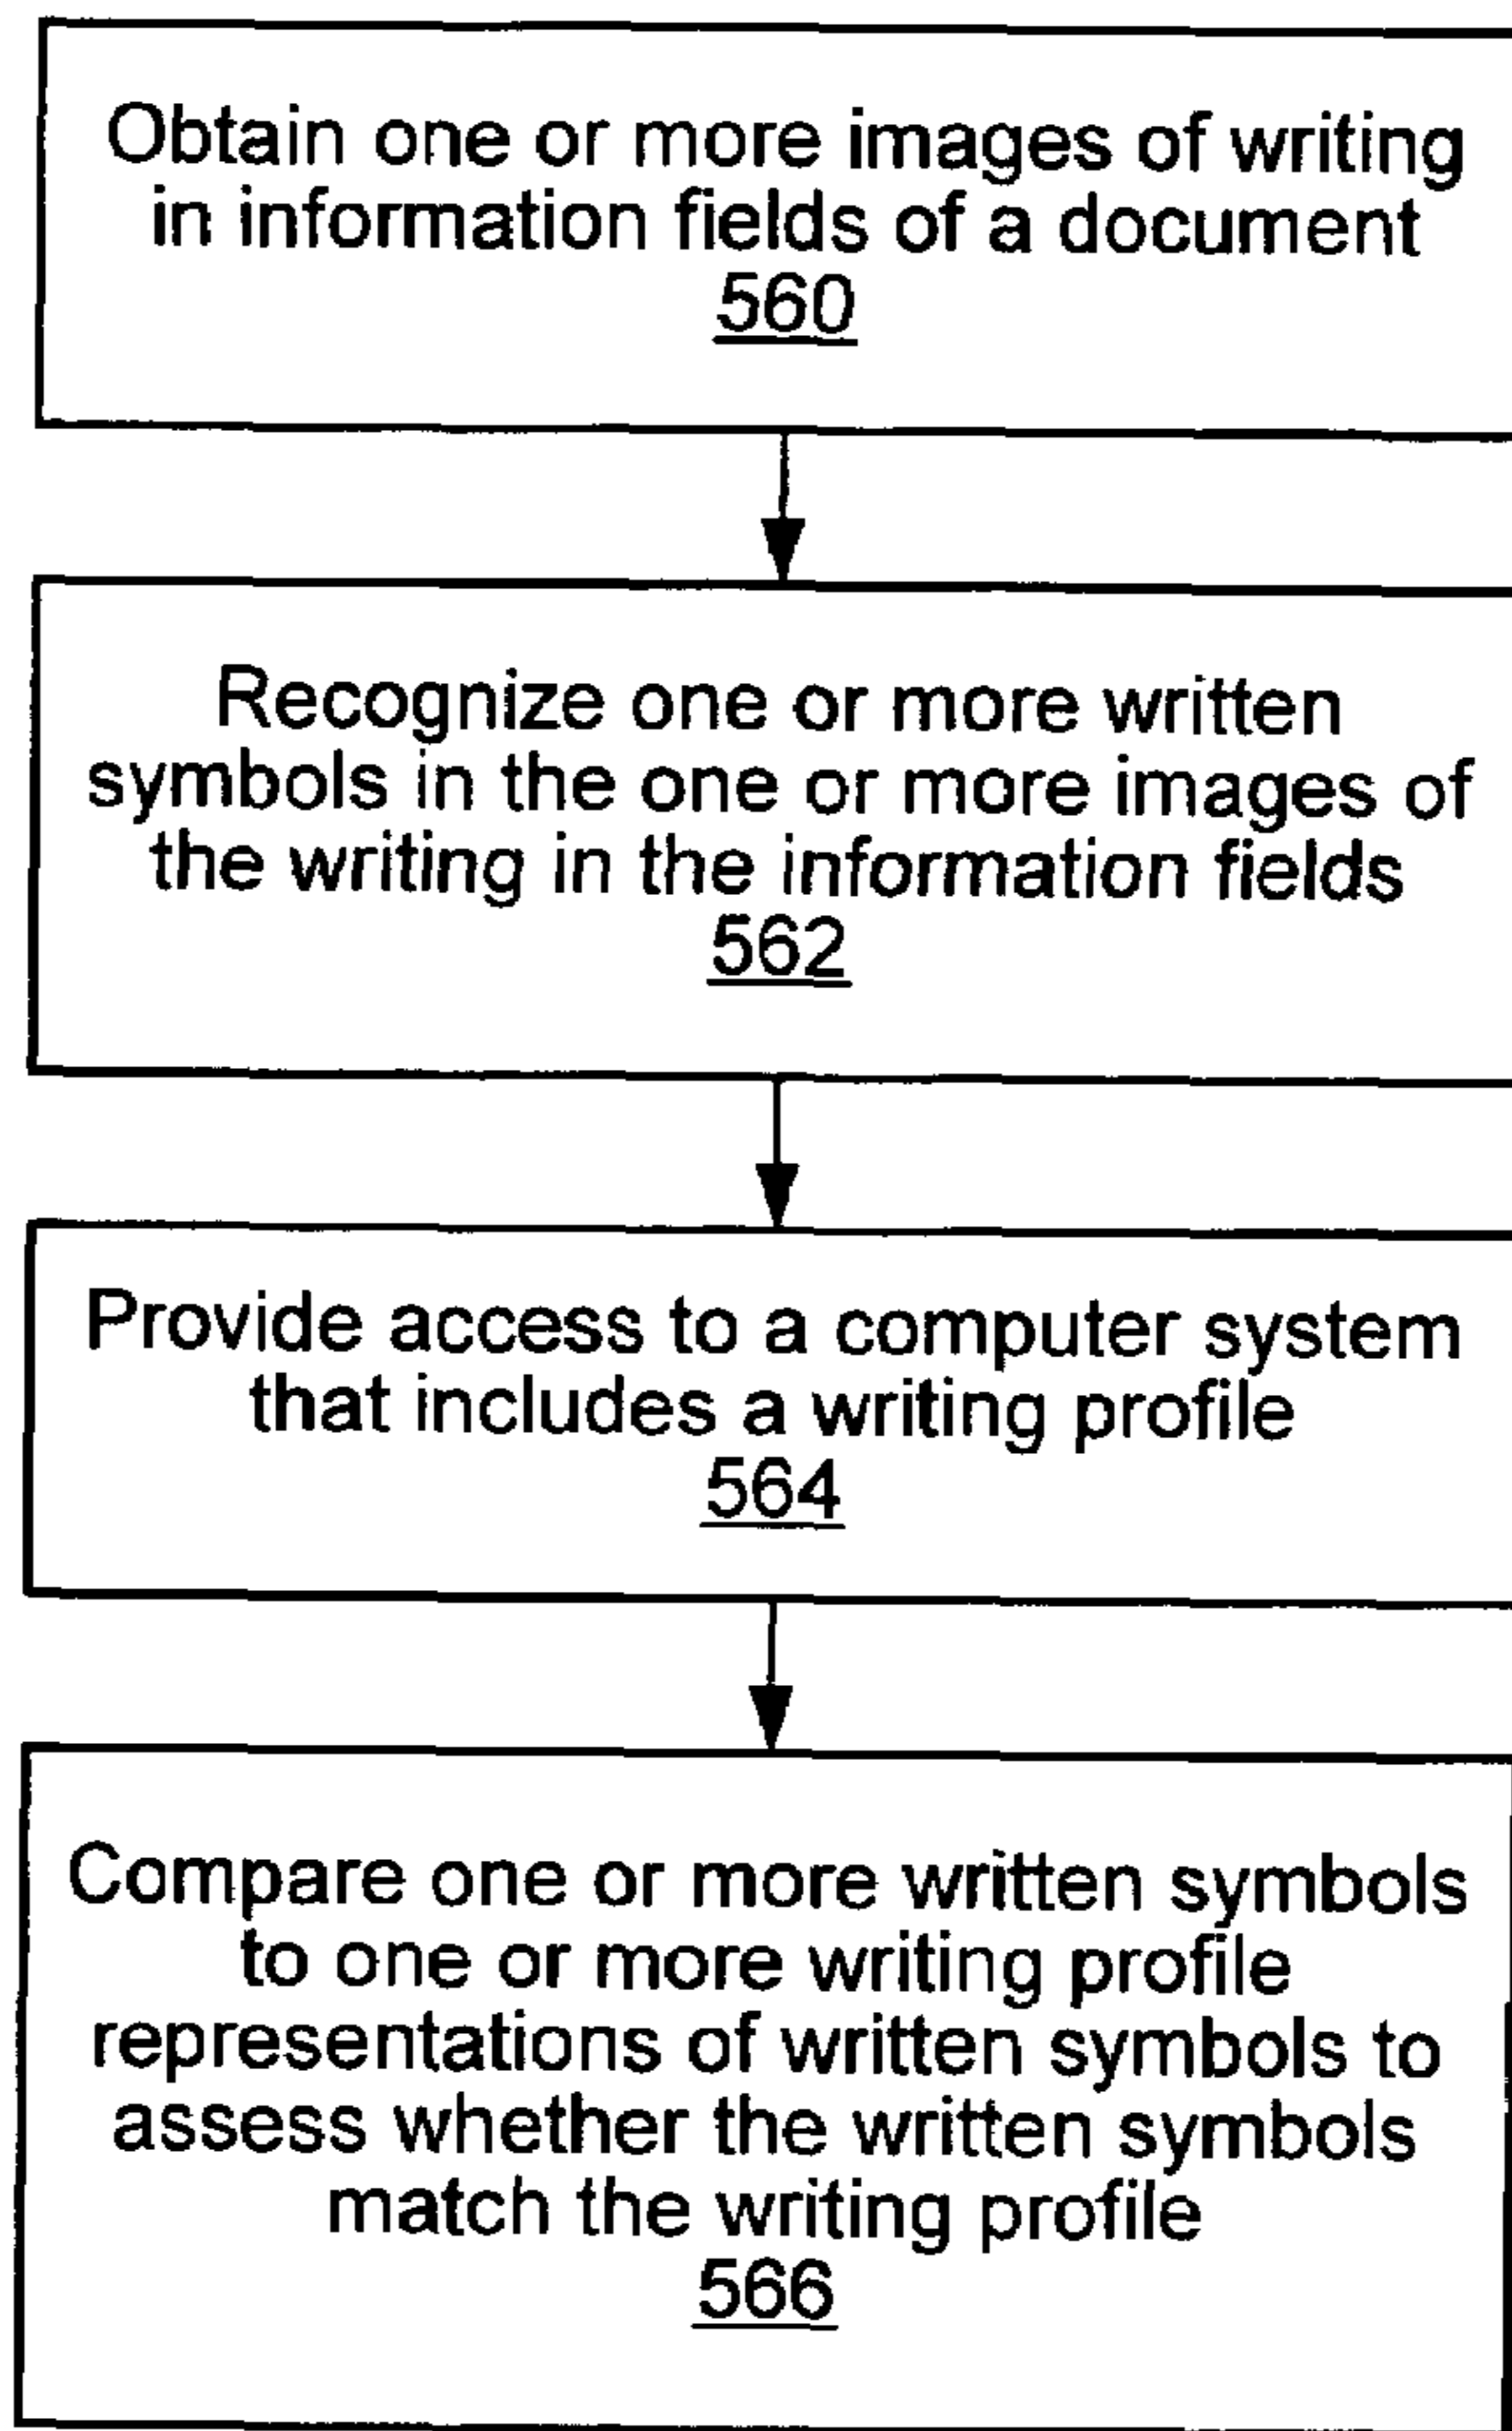 Obtain one or more images of writing
in information fields of a document
560
Recognize one or more written
symbols in the one or more images of
the writing in the information fields
562
Provide access to a computer system
that includes a writing profile
564
Compare one or more written symbols
to one or more writing profile
representations of written symbols to
assess whether the written symbols
match the writing profile
566